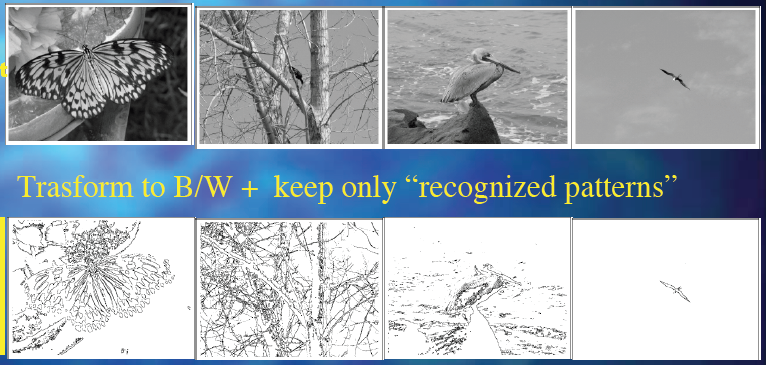 t
Trasform to B/W + keep only “recognized patterns”